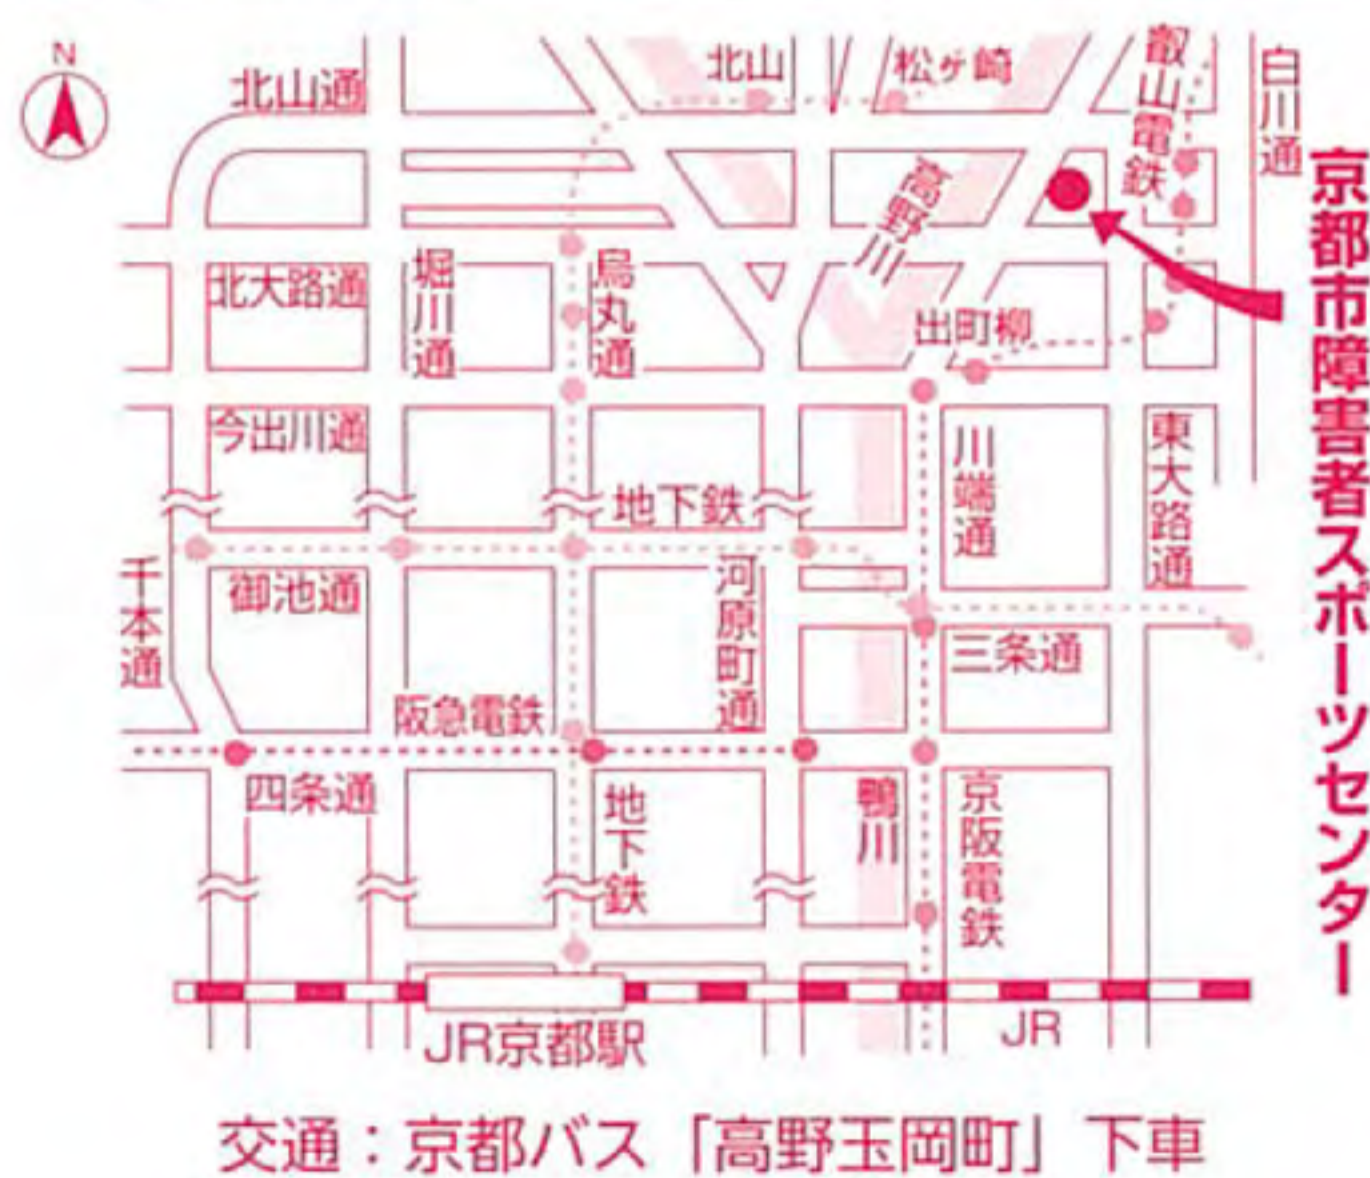 N
北山通
北山
松ヶ崎
叡山電鉄
白川通
高野川
京都市障害者スポーツセンター
北大路通
堀川通
烏丸通
出町柳
今出川通
地下鉄
川端通
東大路通
千本通
御池通
河原町通
三条通
阪急電鉄
四条通
地下鉄
鴨川
京阪電鉄
JR京都駅
JR
交通：京都バス「高野玉岡町」下車